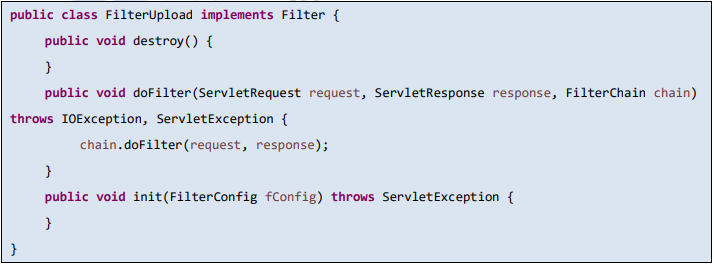 public class FilterUpload implements Filter {
public void destroy() {
}
public void doFilter(ServletRequest request, ServletResponse response, FilterChain chain)
throws IOException, ServletException {
chain.doFilter(request, response);
}
public void init(FilterConfig fConfig) throws ServletException {
}
}